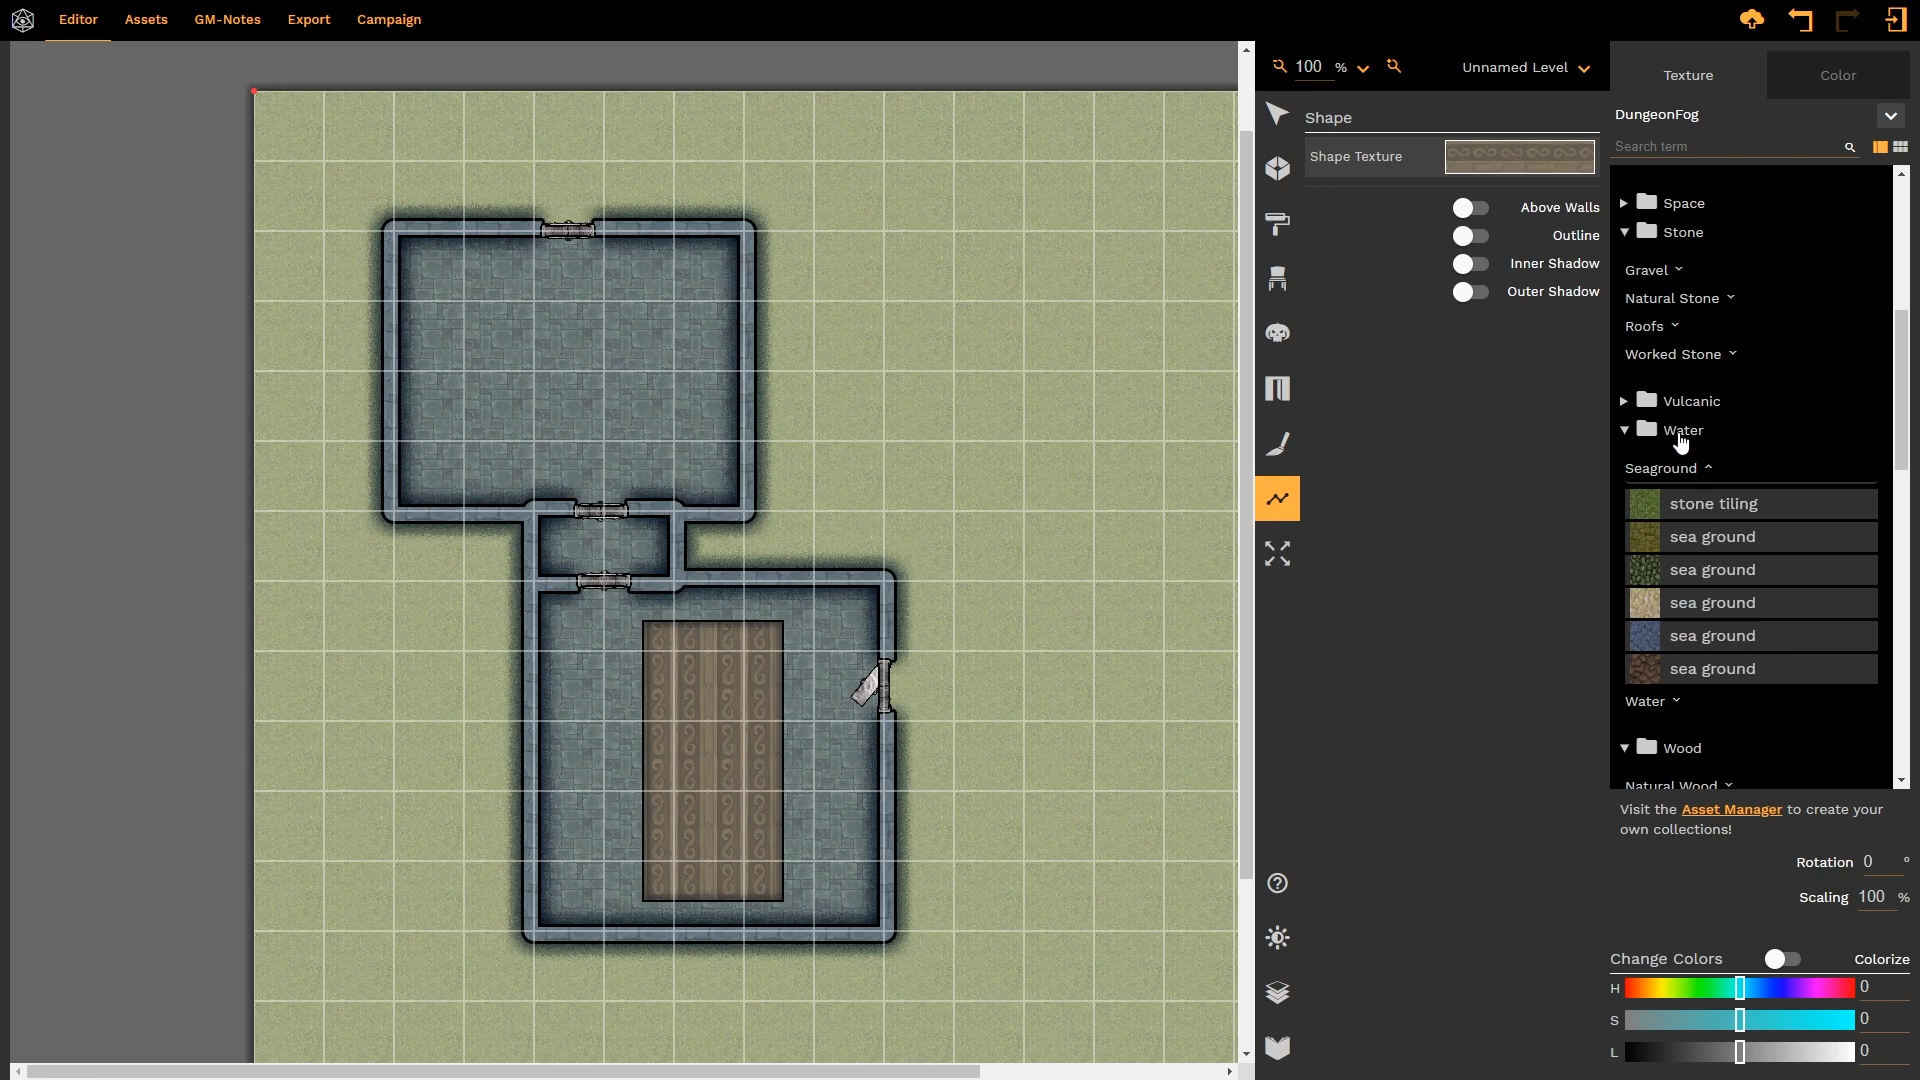 Editor Assets GM-Notes Export Campaign
100 % Unnamed Level
Shape
Shape Texture
Above Walls
Outline
Inner Shadow
Outer Shadow
Texture Color
DungeonFog
Search term
Space
Stone
Gravel
Natural Stone
Roofs
Worked Stone
Vulcanic
Water
Seaground
stone tiling
sea ground
sea ground
sea ground
sea ground
sea ground
Water
Wood
Natural Wood
Visit the Asset Manager to create your
own collections!
Rotation 0 °
Scaling 100 %
Change Colors Colorize
H 0
S 0
L 0